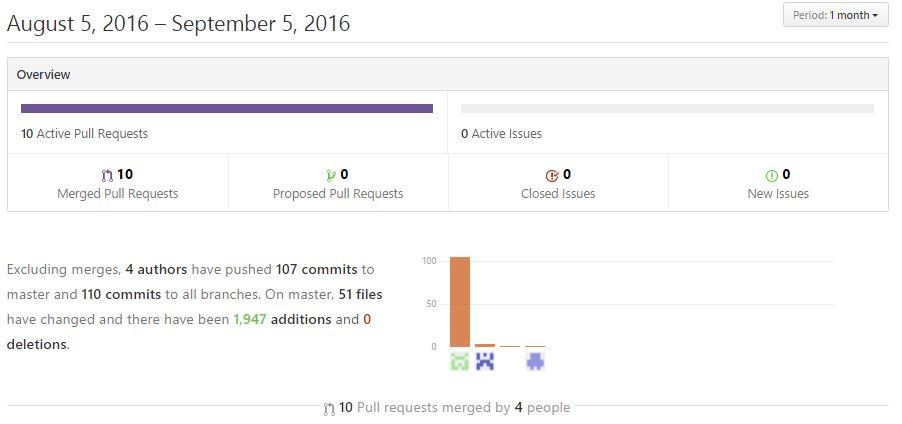 August 5, 2016 – September 5, 2016
Period: 1 month
Overview
10 Active Pull Requests
0 Active Issues
10
Merged Pull Requests
0
Proposed Pull Requests
0
Closed Issues
0
New Issues
Excluding merges, 4 authors have pushed 107 commits to
master and 110 commits to all branches. On master, 51 files
have changed and there have been 1,947 additions and 0
deletions.
100
50
0
10 Pull requests merged by 4 people